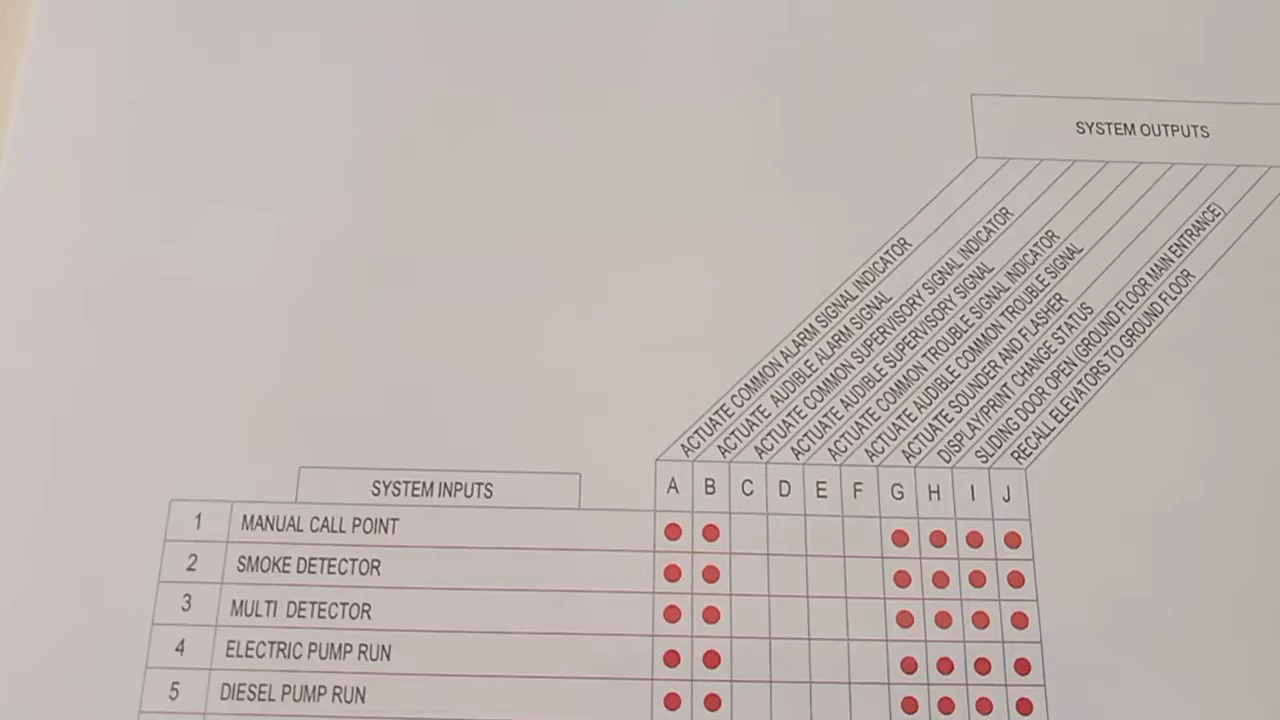 SYSTEM OUTPUTS
ACTUATE COMMON ALARM SIGNAL INDICATOR
ACTUATE AUDIBLE ALARM SIGNAL
ACTUATE COMMON SUPERVISORY SIGNAL INDICATOR
ACTUATE AUDIBLE SUPERVISORY SIGNAL
ACTUATE COMMON TROUBLE SIGNAL INDICATOR
ACTUATE AUDIBLE COMMON TROUBLE SIGNAL
ACTUATE SOUNDER AND FLASHER
DISPLAY/PRINT CHANGE STATUS
SLIDING DOOR OPEN (GROUND FLOOR MAIN ENTRANCE)
RECALL ELEVATORS TO GROUND FLOOR
SYSTEM INPUTS
A B C D E F G H I J
1 MANUAL CALL POINT
2 SMOKE DETECTOR
3 MULTI DETECTOR
4 ELECTRIC PUMP RUN
5 DIESEL PUMP RUN